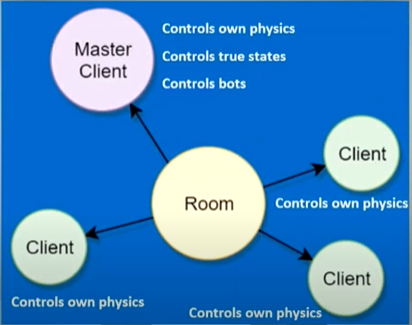 Master
Client
Controls own physics
Controls true states
Controls bots
Client
Controls own physics
Room
Client
Controls own physics
Client
Controls own physics